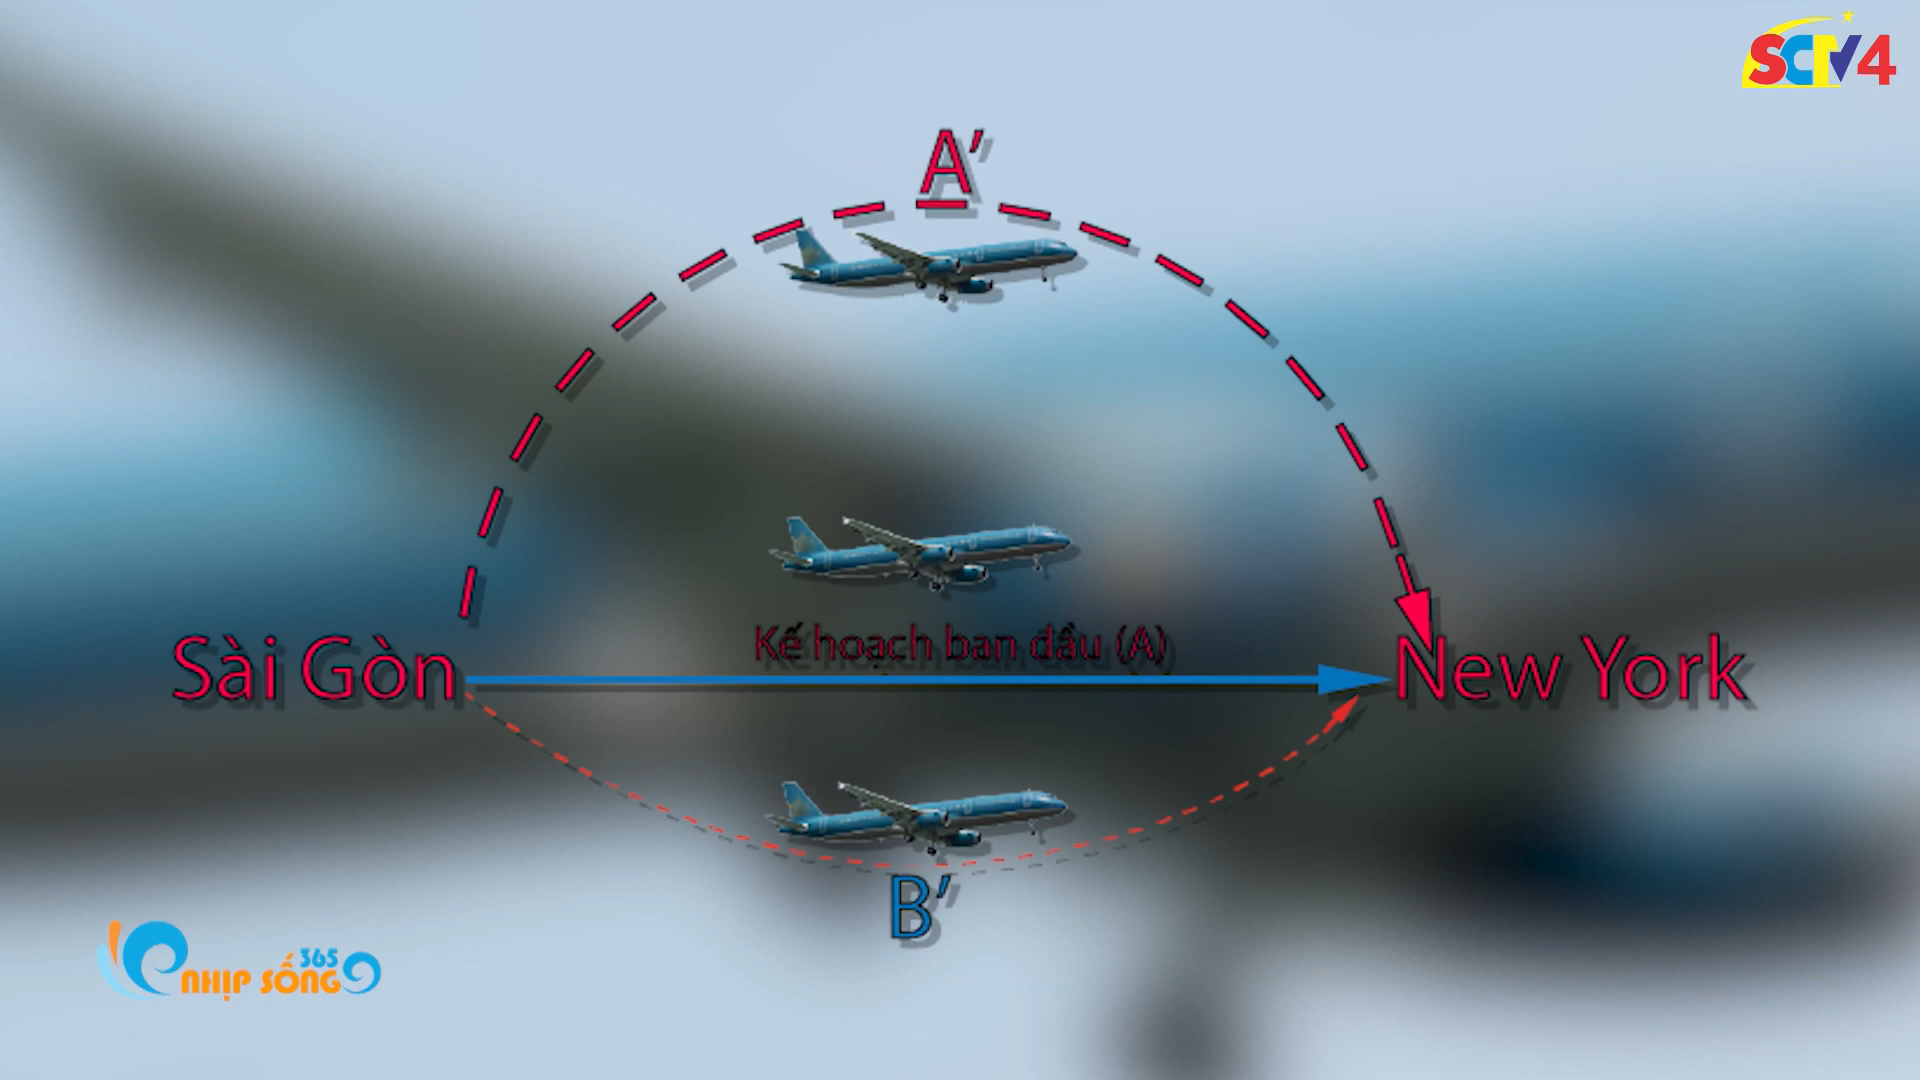 SCTV4
A’
Kế hoạch ban đầu (A)
Sài Gòn
New York
B’
365
NHỊP SỐNG